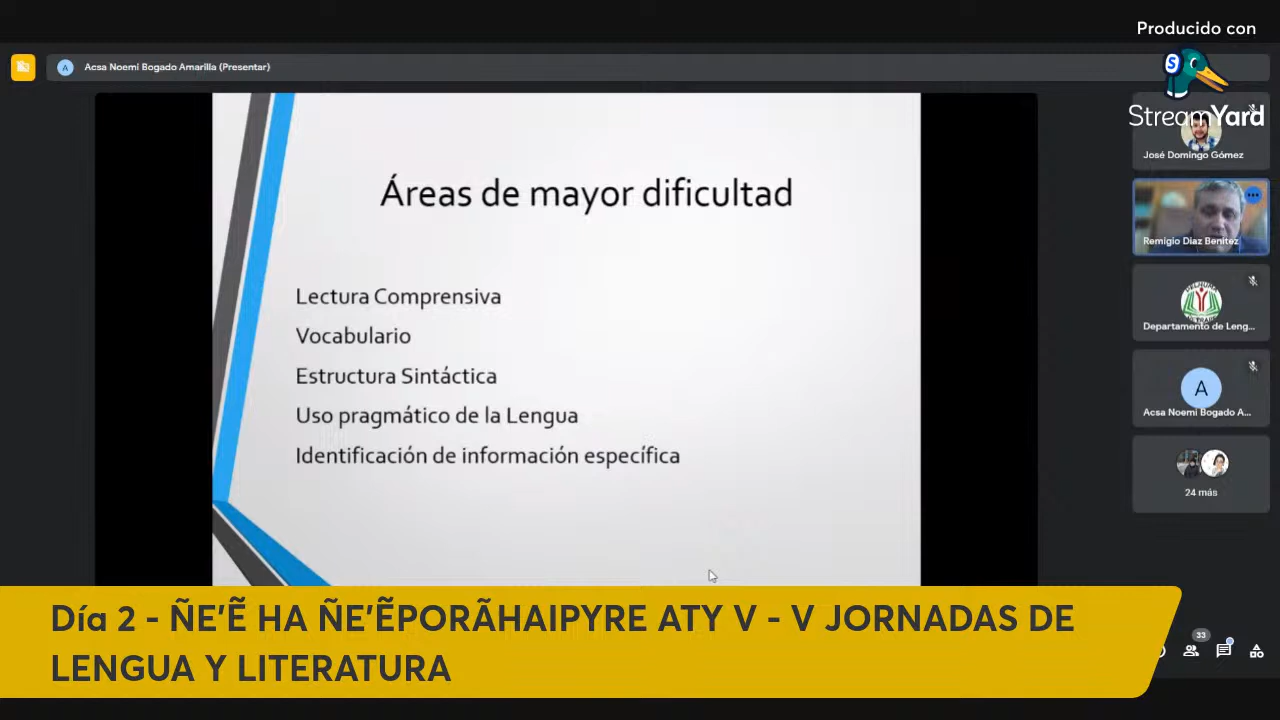 Producido con
StreamYard
Acsa Noemi Bogado Amarilla (Presentar)
Áreas de mayor dificultad
Lectura Comprensiva
Vocabulario
Estructura Sintáctica
Uso pragmático de la Lengua
Identificación de información específica
José Domingo Gómez
Remigio Díaz Benitez
Departamento de Leng...
A
A
Acsa Noemi Bogado A...
24 más
Día 2 - ÑE'Ẽ HA ÑE'ẼPORÃHAIPYRE ATY V - V JORNADAS DE
LENGUA Y LITERATURA
33